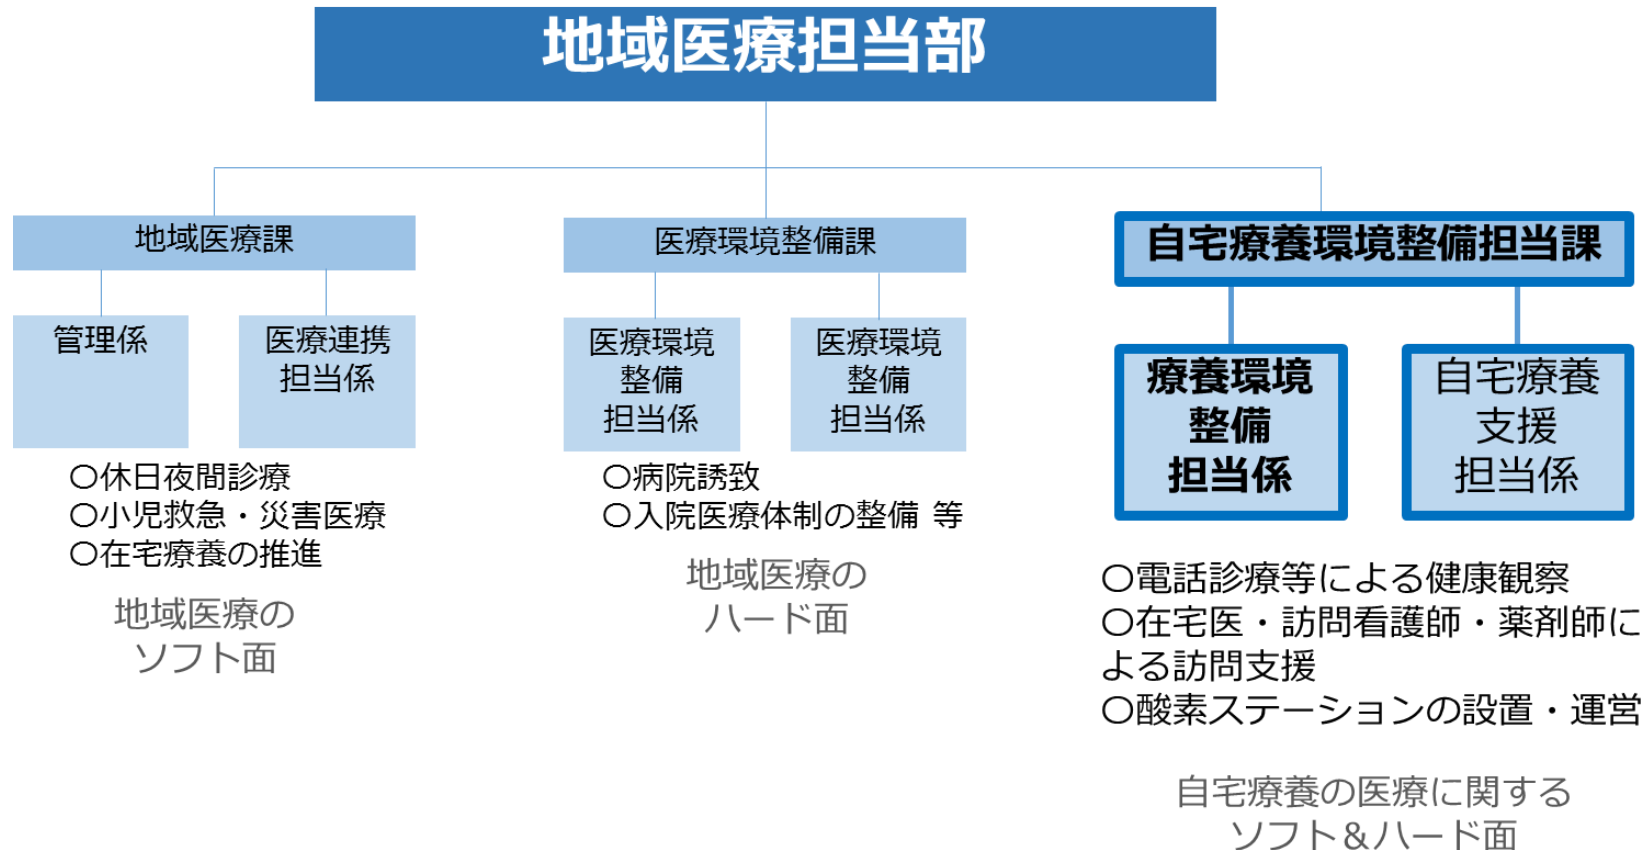 地域医療担当部
地域医療課
管理係
医療連携
担当係
〇休日夜間診療
〇小児救急・災害医療
〇在宅療養の推進
地域医療の
ソフト面
医療環境整備課
医療環境
整備
担当係
医療環境
整備
担当係
〇病院誘致
〇入院医療体制の整備 等
地域医療の
ハード面
自宅療養環境整備担当課
療養環境
整備
担当係
自宅療養
支援
担当係
〇電話診療等による健康観察
〇在宅医・訪問看護師・薬剤師に
よる訪問支援
〇酸素ステーションの設置・運営
自宅療養の医療に関する
ソフト＆ハード面